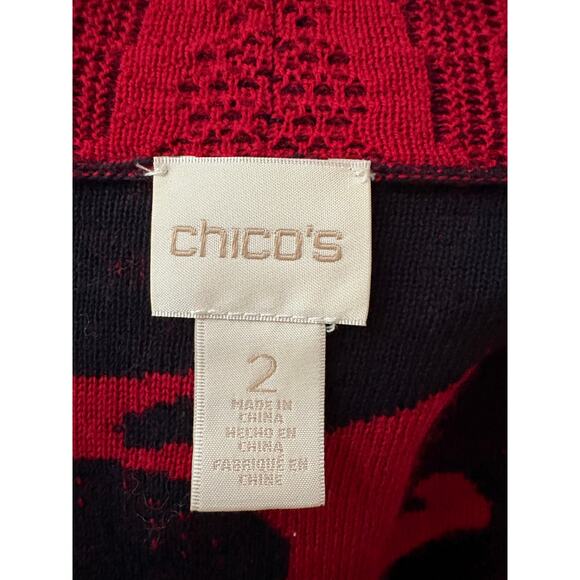 chico's
2
MADE IN
CHINA
HECHO EN
CHINA
FABRIQUÉ EN
CHINE